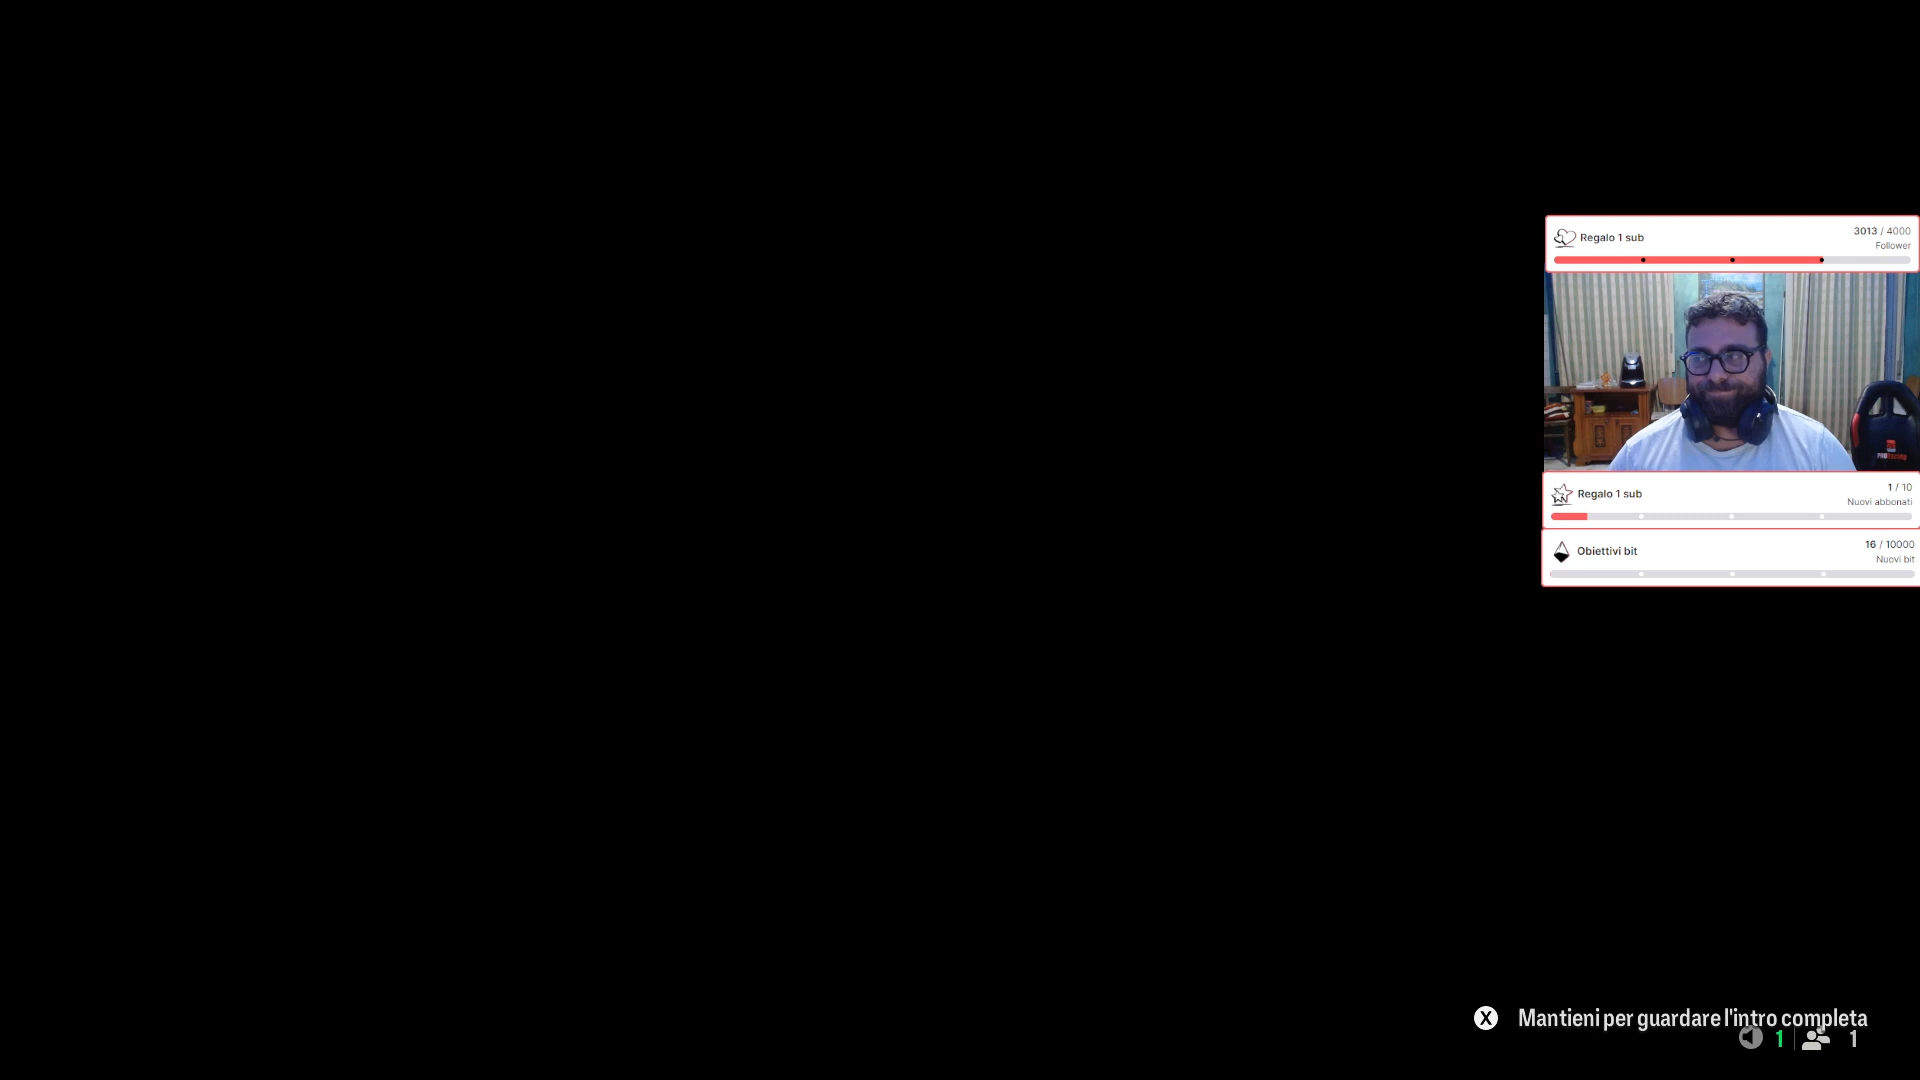 Regalo 1 sub
3013 / 4000
Follower
Regalo 1 sub
1 / 10
Nuovi abbonati
Obiettivi bit
16 / 10000
Nuovi bit
X Mantieni per guardare l'intro completa
1 1